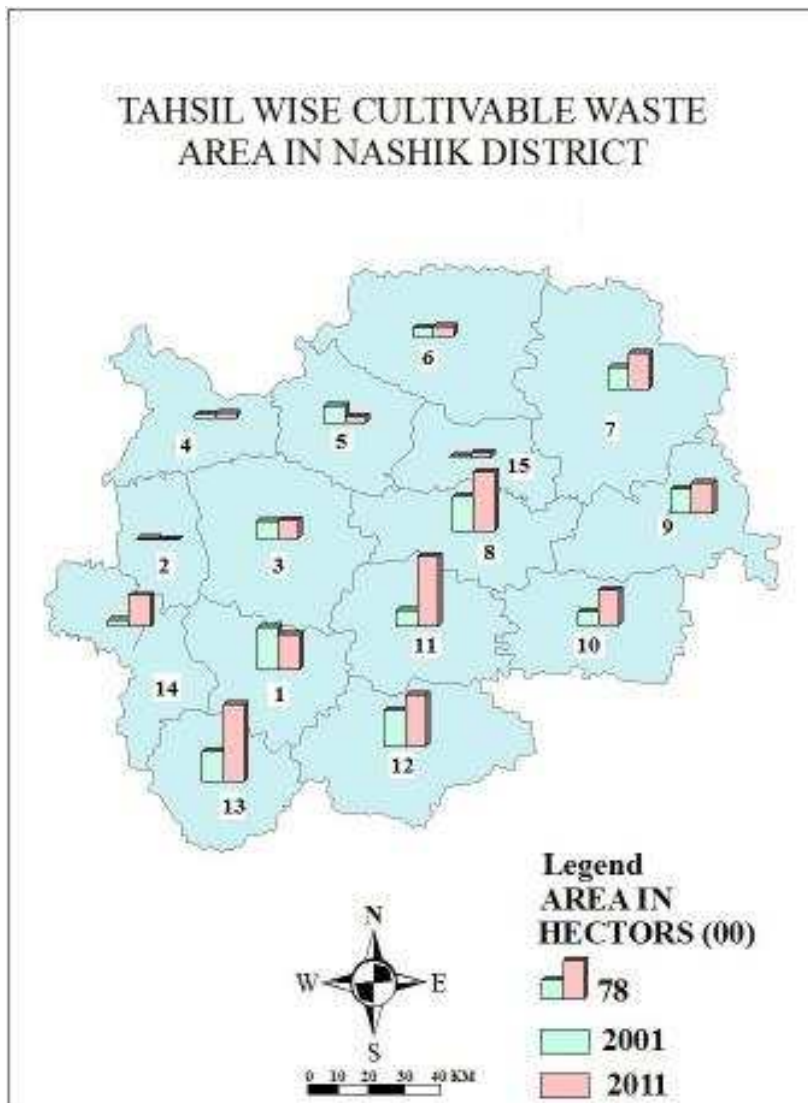 TAHSIL WISE CULTIVABLE WASTE
AREA IN NASHIK DISTRICT
6
7
4
5
15
9
2
3
8
11
10
14
1
12
13
Legend
AREA IN
HECTORS (00)
78
2001
2011
N
W E
S
0 10 20 30 40 KM